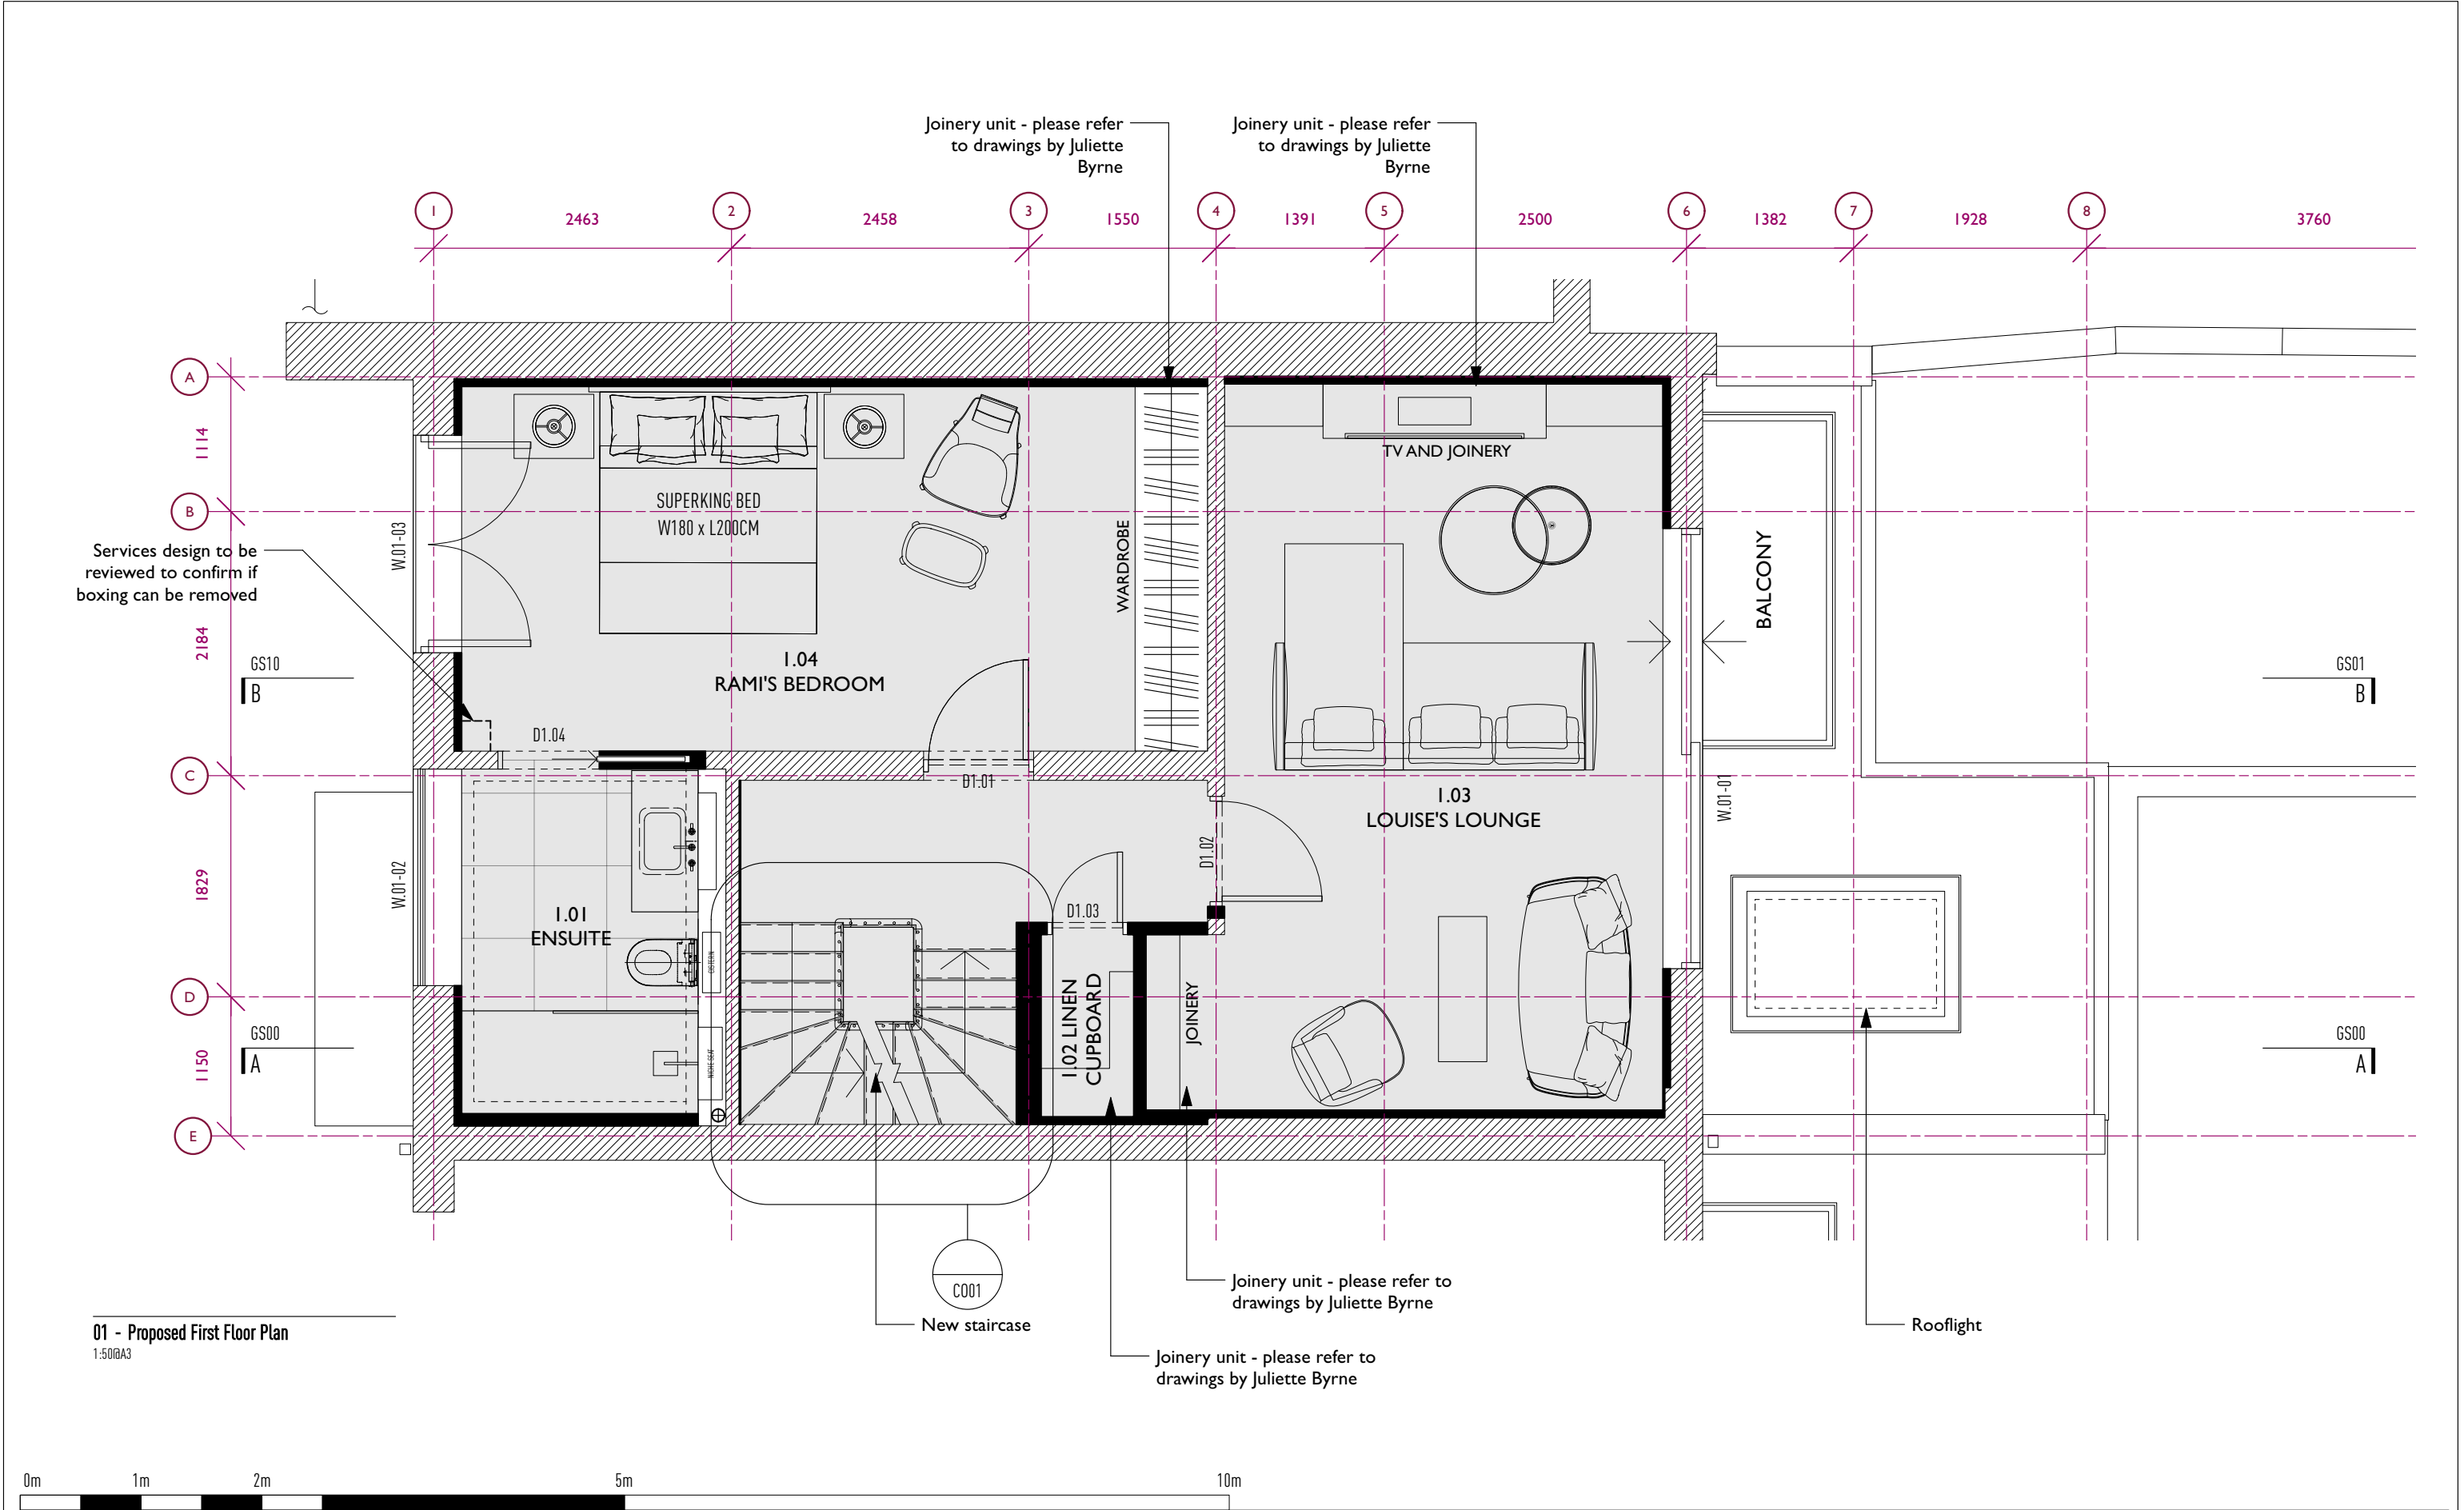 Joinery unit - please refer
to drawings by Juliette
Byrne
Joinery unit - please refer
to drawings by Juliette
Byrne
1
2
3
4
5
6
7
8
2463
2458
1550
1391
2500
1382
1928
3760
A
B
C
D
E
1114
2184
1829
1150
Services design to be
reviewed to confirm if
boxing can be removed
GS10
B
GS00
A
GS01
B
GS00
A
W.01-03
W.01-02
W.01-01
SUPERKING BED
W180 x L200CM
1.04
RAMI'S BEDROOM
WARDROBE
TV AND JOINERY
BALCONY
D1.04
D1.01
D1.02
D1.03
1.03
LOUISE'S LOUNGE
1.01
ENSUITE
CISTERN
NICHE SEAT
1.02 LINEN
CUPBOARD
JOINERY
C001
New staircase
Joinery unit - please refer to
drawings by Juliette Byrne
Joinery unit - please refer to
drawings by Juliette Byrne
Rooflight
01 - Proposed First Floor Plan
1:50@A3
0m
1m
2m
5m
10m